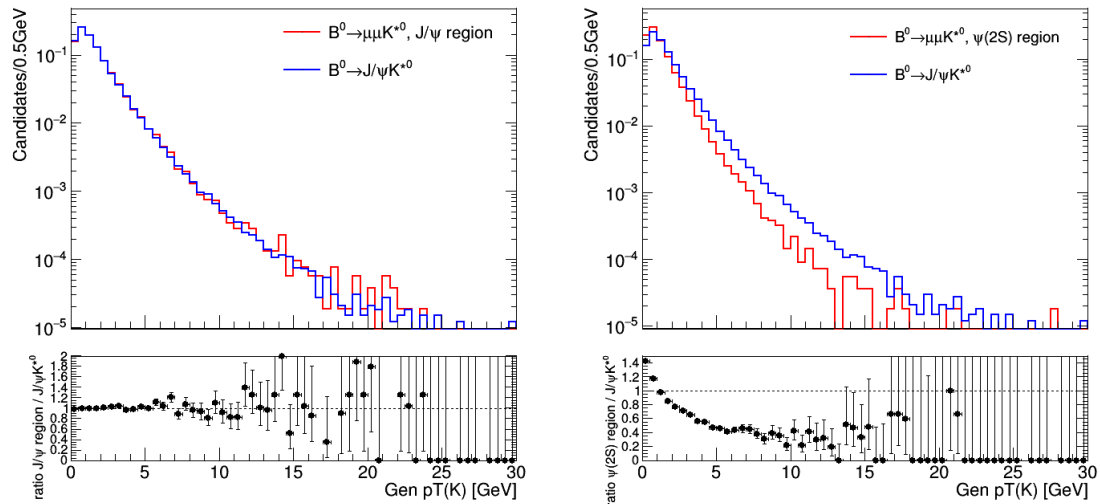 Candidates/0.5GeV
10⁻¹
10⁻²
10⁻³
10⁻⁴
10⁻⁵
B⁰→μμK*⁰, J/ψ region
B⁰→J/ψK*⁰
ratio J/ψ region / J/ψK*⁰
2
1.8
1.6
1.4
1.2
1
0.8
0.6
0.4
0.2
0
0 5 10 15 20 25 30
Gen pT(K) [GeV]
Candidates/0.5GeV
10⁻¹
10⁻²
10⁻³
10⁻⁴
10⁻⁵
B⁰→μμK*⁰, ψ(2S) region
B⁰→J/ψK*⁰
ratio ψ(2S) region / J/ψK*⁰
1.4
1.2
1
0.8
0.6
0.4
0.2
0
0 5 10 15 20 25 30
Gen pT(K) [GeV]